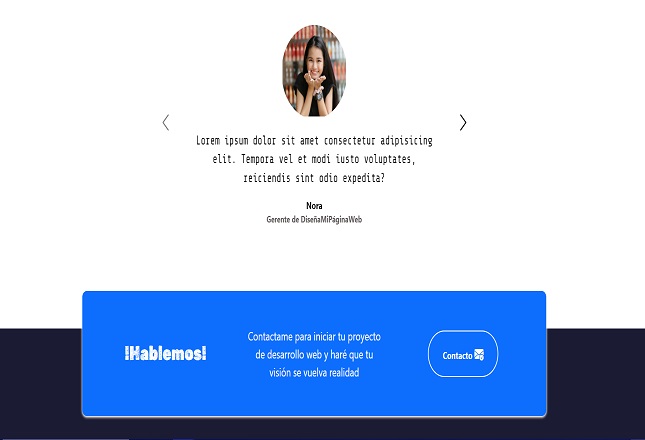 Lorem ipsum dolor sit amet consectetur adipisicing
elit. Tempora vel et modi iusto voluptates,
reiciendis sint odio expedita?
Nora
Gerente de DiseñaMiPáginaWeb
!Hablemos!
Contactame para iniciar tu proyecto
de desarrollo web y haré que tu
visión se vuelva realidad
Contacto